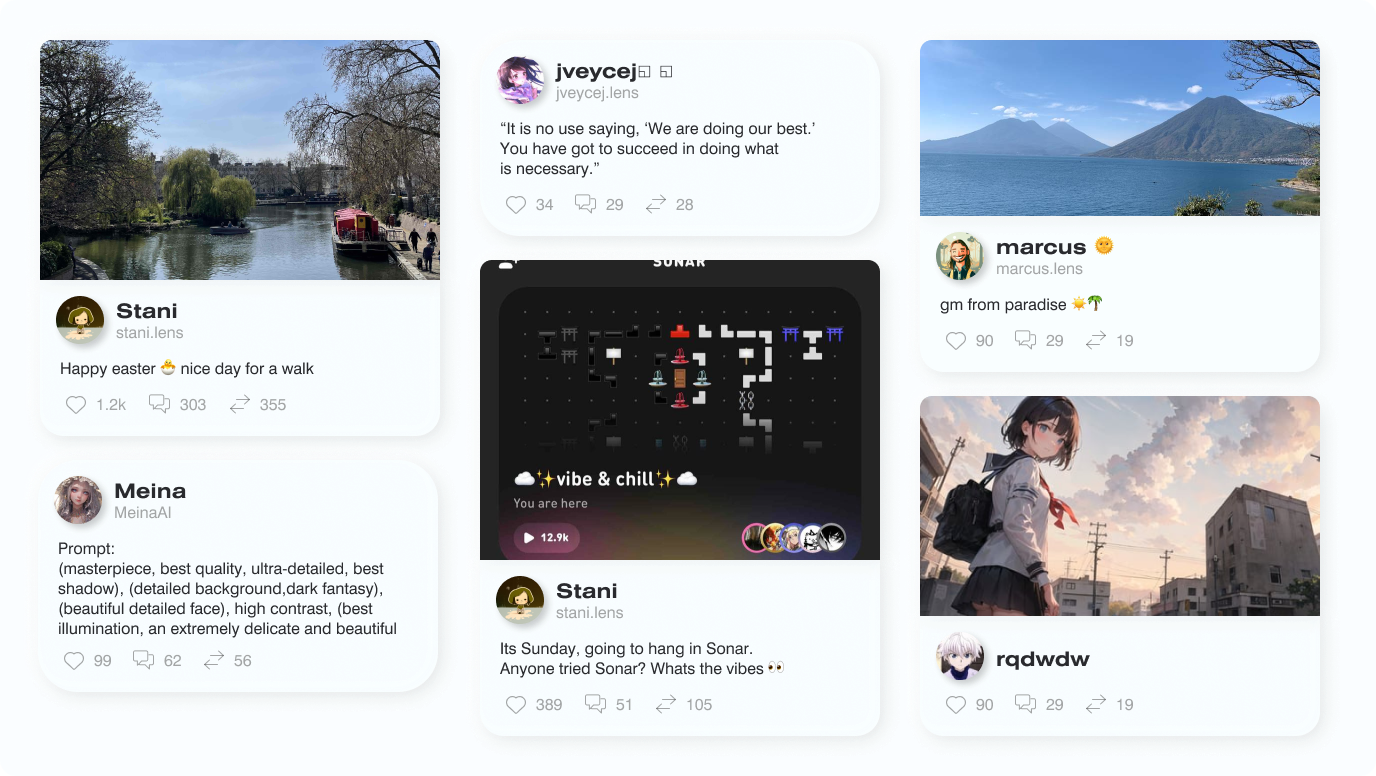 Stani
stani.lens
Happy easter 🐣 nice day for a walk
1.2k 303 355
Meina
MeinaAI
Prompt:
(masterpiece, best quality, ultra-detailed, best
shadow), (detailed background,dark fantasy),
(beautiful detailed face), high contrast, (best
illumination, an extremely delicate and beautiful
99 62 56
jveycej
jveycej.lens
“It is no use saying, ‘We are doing our best.’
You have got to succeed in doing what
is necessary.”
34 29 28
SONAR
☁️✨vibe & chill✨☁️
You are here
12.9k
Stani
stani.lens
Its Sunday, going to hang in Sonar.
Anyone tried Sonar? Whats the vibes 👀
389 51 105
marcus 🌞
marcus.lens
gm from paradise ☀️🌴
90 29 19
rqdwdw
90 29 19